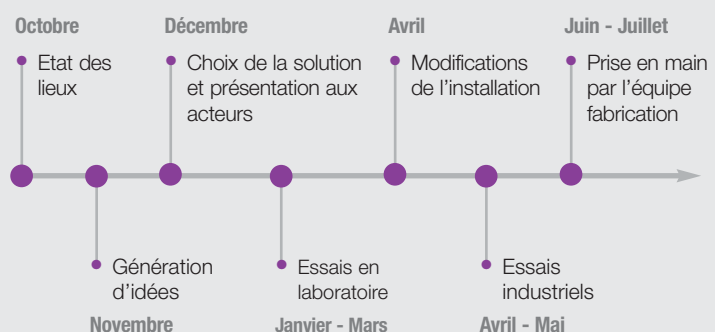 Octobre
Etat des
lieux
Décembre
Choix de la solution
et présentation aux
acteurs
Avril
Modifications
de l'installation
Juin - Juillet
Prise en main
par l'équipe
fabrication
Génération
d'idées
Novembre
Essais en
laboratoire
Janvier - Mars
Essais
industriels
Avril - Mai